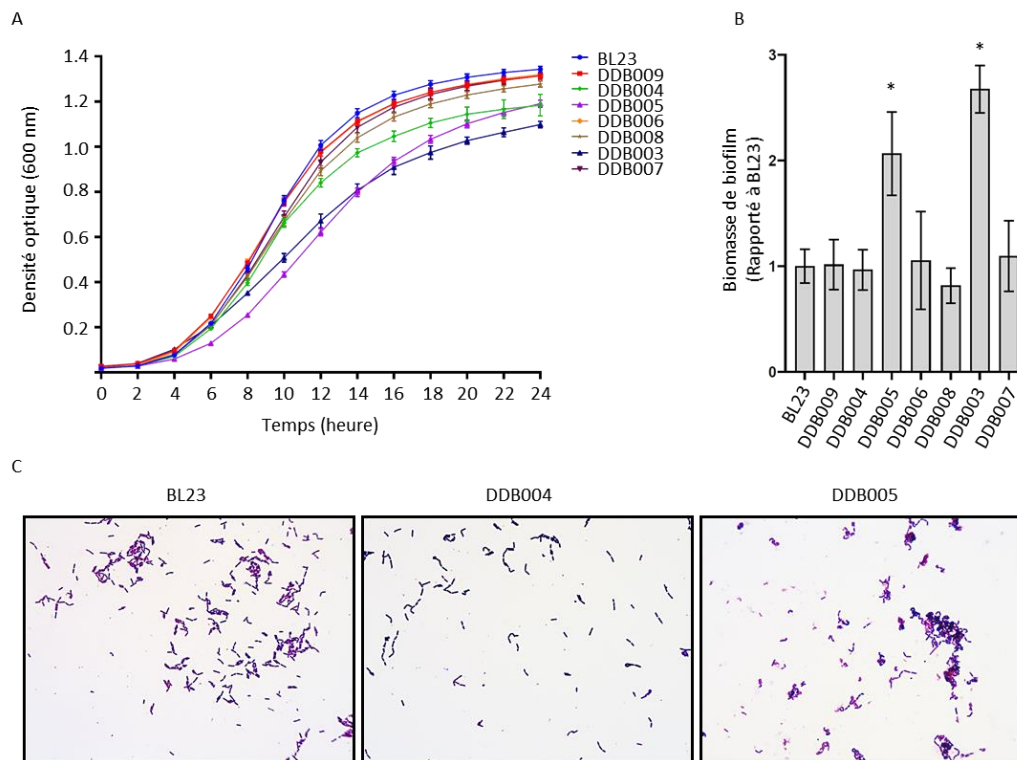 A
Densité optique (600 nm)
1.4
1.2
1.0
0.8
0.6
0.4
0.2
0 2 4 6 8 10 12 14 16 18 20 22 24
Temps (heure)
BL23
DDB009
DDB004
DDB005
DDB006
DDB008
DDB003
DDB007
B
Biomasse de biofilm
(Rapporté à BL23)
3
2
1
0
*
*
BL23
DDB009
DDB004
DDB005
DDB006
DDB008
DDB003
DDB007
C
BL23
DDB004
DDB005